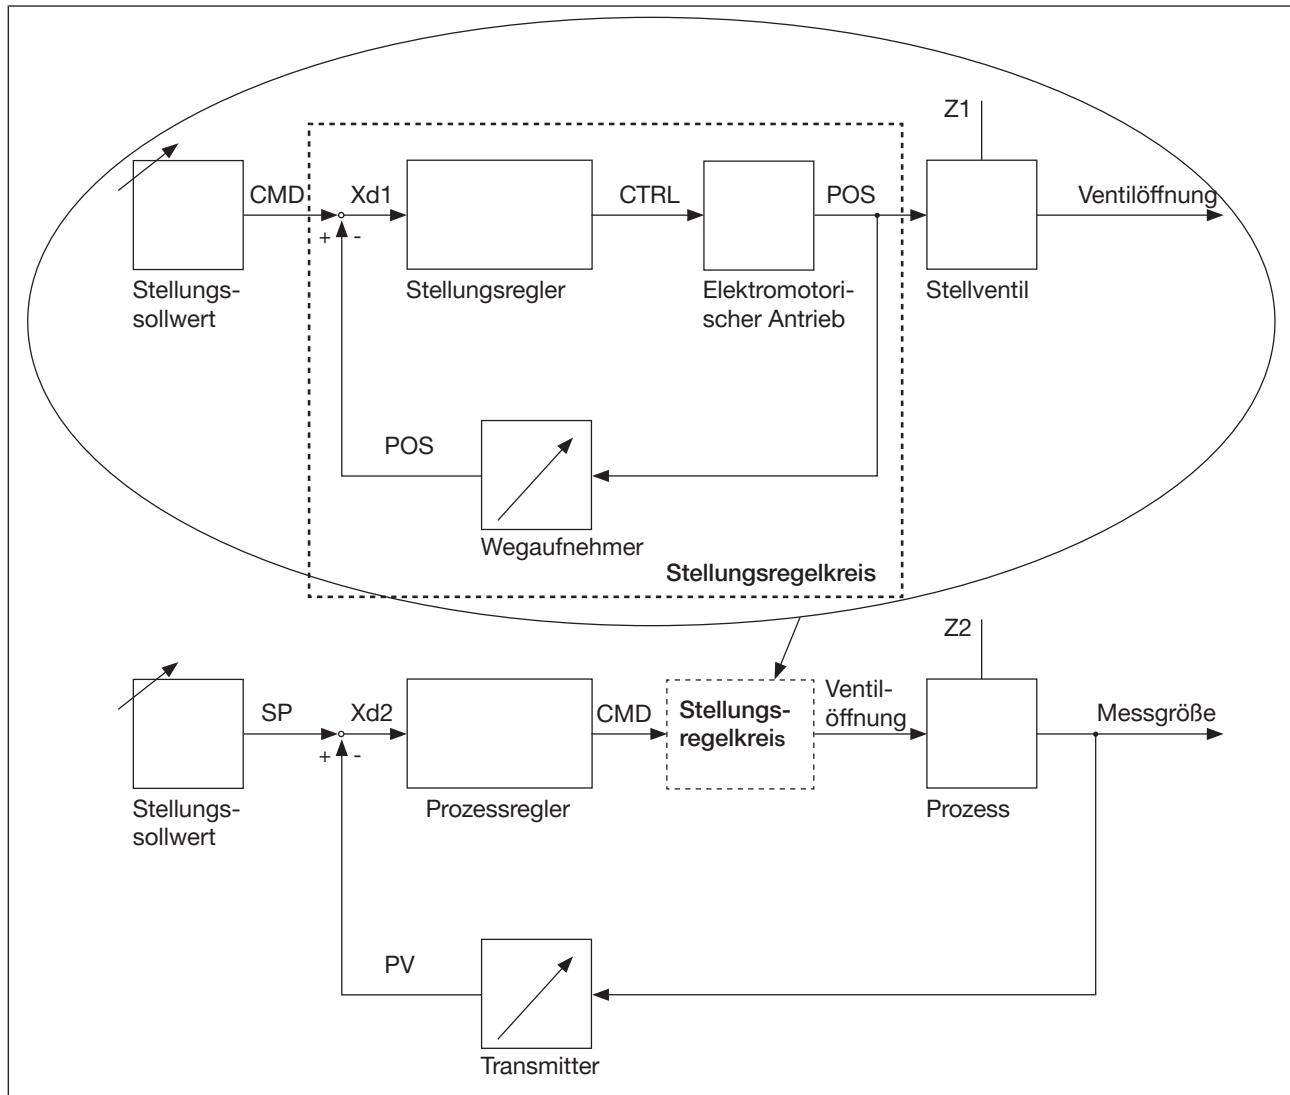 Z1
CMD
Xd1
CTRL
POS
Ventilöffnung
+ -
Stellungs-
sollwert
Stellungsregler
Elektromotori-
scher Antrieb
Stellventil
POS
Wegaufnehmer
Stellungsregelkreis
Z2
SP
Xd2
CMD
Stellungs-
regelkreis
Ventil-
öffnung
Messgröße
+ -
Stellungs-
sollwert
Prozessregler
Prozess
PV
Transmitter